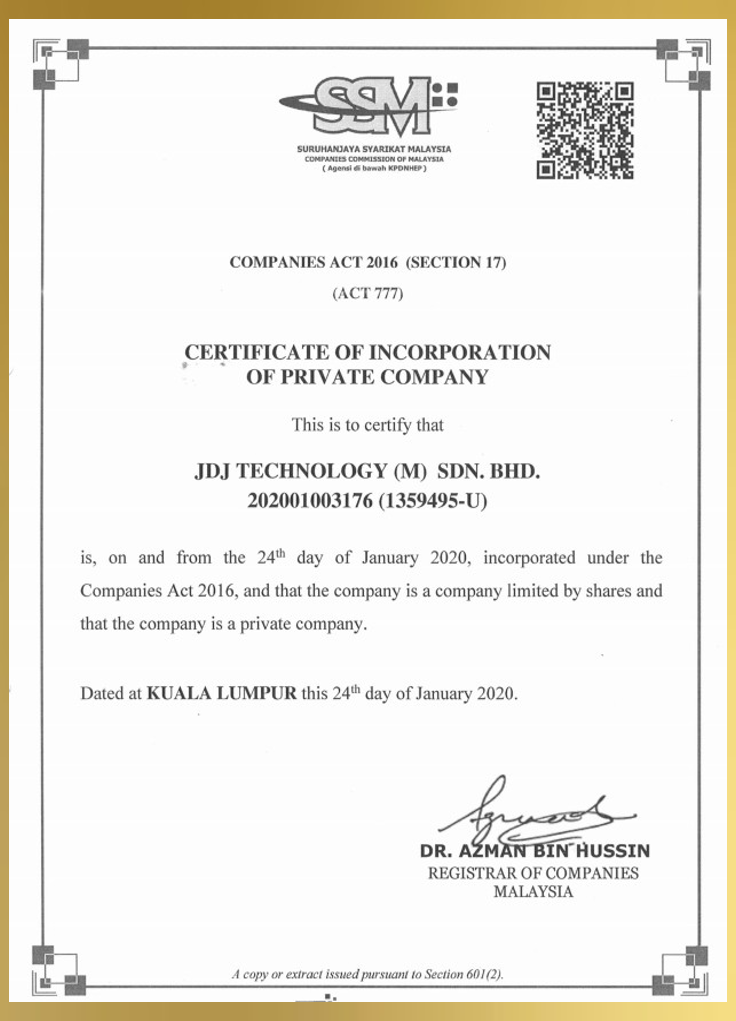 SSM
SURUHANJAYA SYARIKAT MALAYSIA
COMPANIES COMMISSION OF MALAYSIA
( Agensi di bawah KPDNHEP )
COMPANIES ACT 2016 (SECTION 17)
(ACT 777)
CERTIFICATE OF INCORPORATION
OF PRIVATE COMPANY
This is to certify that
JDJ TECHNOLOGY (M) SDN. BHD.
202001003176 (1359495-U)
is, on and from the 24th day of January 2020, incorporated under the
Companies Act 2016, and that the company is a company limited by shares and
that the company is a private company.
Dated at KUALA LUMPUR this 24th day of January 2020.
DR. AZMAN BIN HUSSIN
REGISTRAR OF COMPANIES
MALAYSIA
A copy or extract issued pursuant to Section 601(2).